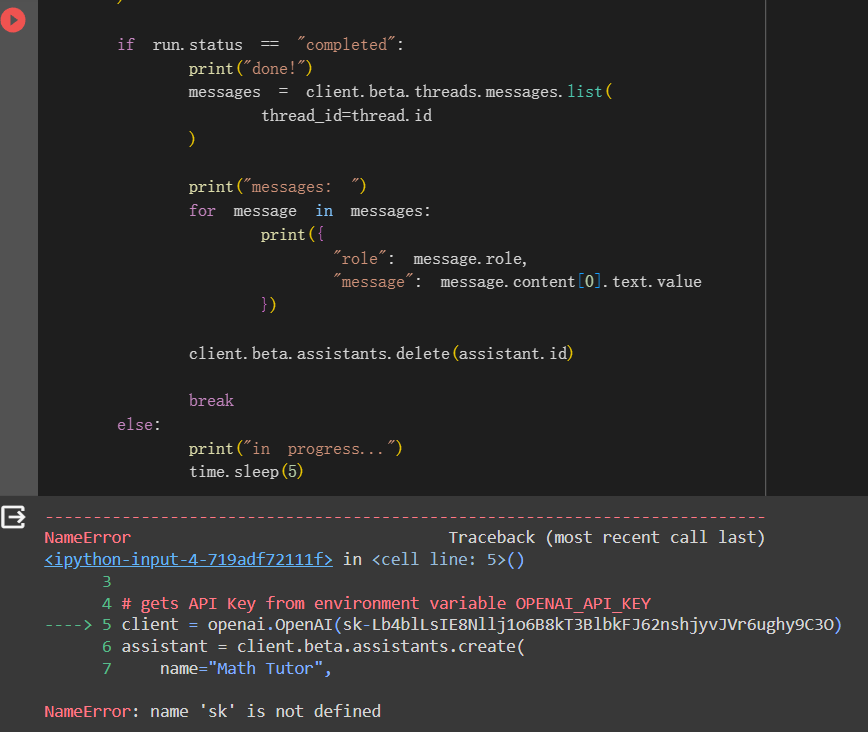 )
if run.status == "completed":
print("done!")
messages = client.beta.threads.messages.list(
thread_id=thread.id
)
print("messages: ")
for message in messages:
print({
"role": message.role,
"message": message.content[0].text.value
})
client.beta.assistants.delete(assistant.id)
break
else:
print("in progress...")
time.sleep(5)
---------------------------------------------------------------------------
NameError Traceback (most recent call last)
<ipython-input-4-719adf72111f> in <cell line: 5>()
3
4 # gets API Key from environment variable OPENAI_API_KEY
----> 5 client = openai.OpenAI(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)
6 assistant = client.beta.assistants.create(
7 name="Math Tutor",
NameError: name 'sk' is not defined